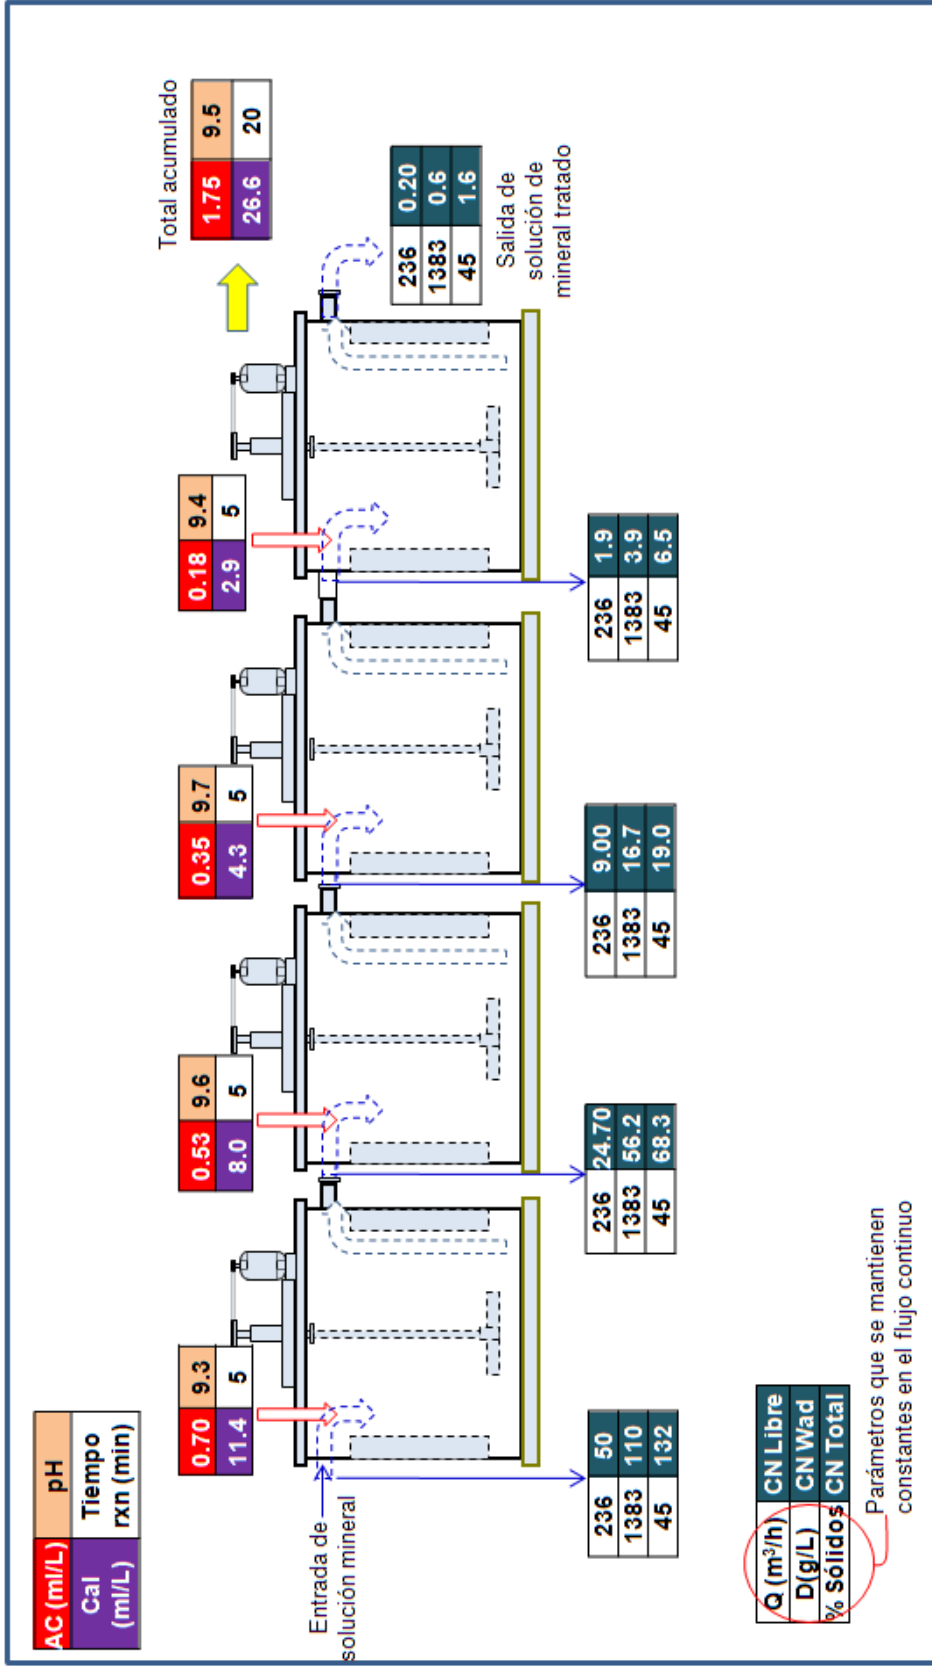 AC (ml/L) pH
Cal (ml/L) Tiempo rxn (min)
0.70 9.3
11.4 5
0.53 9.6
8.0 5
0.35 9.7
4.3 5
0.18 9.4
2.9 5
Total acumulado
1.75 9.5
26.6 20
Entrada de
solución mineral
236 50
1383 110
45 132
236 24.70
1383 56.2
45 68.3
236 9.00
1383 16.7
45 19.0
236 1.9
1383 3.9
45 6.5
236 0.20
1383 0.6
45 1.6
Salida de
solución de
mineral tratado
Q (m³/h) CN Libre
D(g/L) CN Wad
% Sólidos CN Total
Parámetros que se mantienen
constantes en el flujo continuo